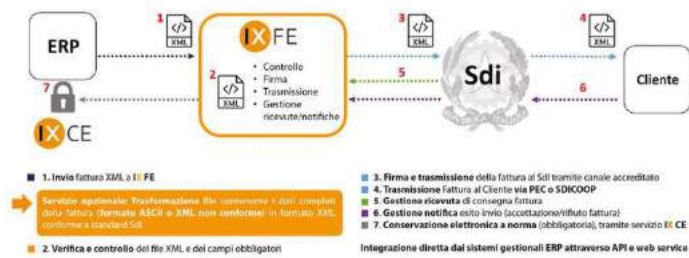 1
3
4
XML
XML
XML
ERP
IXFE
• Controllo
• Firma
• Trasmissione
• Gestione
ricevute/notifiche
2
XML
5
Sdi
6
Cliente
7
IXCE
1. Invio fattura XML a IX FE
Servizio opzionale: Trasformazione file contenente i dati completi
della fattura (formato ASCII o XML non conforme) in formato XML
conforme a standard SdI
2. Verifica e controllo del file XML e dei campi obbligatori
3. Firma e trasmissione della fattura al SdI tramite canale accreditato
4. Trasmissione Fattura al Cliente via PEC o SDICOOP
5. Gestione ricevuta di consegna fattura
6. Gestione notifica esito invio (accettazione/rifiuto fattura)
7. Conservazione elettronica a norma (obbligatoria), tramite servizio IX CE
Integrazione diretta dai sistemi gestionali ERP attraverso API e web service